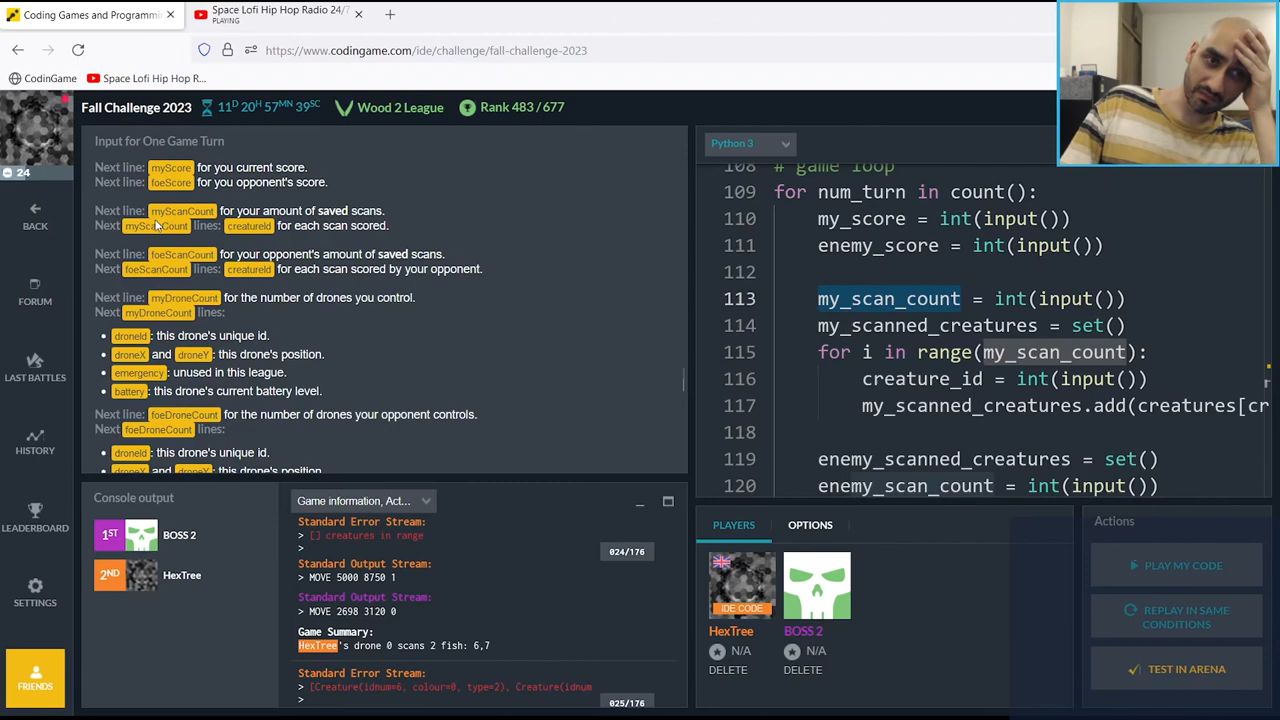 Coding Games and Programmi
Space Lofi Hip Hop Radio 24/7
PLAYING
https://www.codingame.com/ide/challenge/fall-challenge-2023
CodinGame
Space Lofi Hip Hop R...
Fall Challenge 2023
11D 20H 57MN 39SC
Wood 2 League
Rank 483 / 677
24
BACK
FORUM
LAST BATTLES
HISTORY
LEADERBOARD
SETTINGS
FRIENDS
Input for One Game Turn
Next line: myScore for you current score.
Next line: foeScore for you opponent's score.
Next line: myScanCount for your amount of saved scans.
Next myScanCount lines: creatureId for each scan scored.
Next line: foeScanCount for your opponent's amount of saved scans.
Next foeScanCount lines: creatureId for each scan scored by your opponent.
Next line: myDroneCount for the number of drones you control.
Next myDroneCount lines:
droneId: this drone's unique id.
droneX and droneY: this drone's position.
emergency: unused in this league.
battery: this drone's current battery level.
Next line: foeDroneCount for the number of drones your opponent controls.
Next foeDroneCount lines:
droneId: this drone's unique id.
droneX and droneY: this drone's position.
Python 3
108 # game loop
109 for num_turn in count():
110 my_score = int(input())
111 enemy_score = int(input())
112
113 my_scan_count = int(input())
114 my_scanned_creatures = set()
115 for i in range(my_scan_count):
116 creature_id = int(input())
117 my_scanned_creatures.add(creatures[cr
118
119 enemy_scanned_creatures = set()
120 enemy_scan_count = int(input())
Console output
1ST BOSS 2
2ND HexTree
Game information, Act...
Standard Error Stream:
> [] creatures in range
>
024/176
Standard Output Stream:
> MOVE 5000 8750 1
Standard Output Stream:
> MOVE 2698 3120 0
Game Summary:
HexTree's drone 0 scans 2 fish: 6,7
Standard Error Stream:
> [Creature(idnum=6, colour=0, type=2), Creature(idnum
>
025/176
PLAYERS
OPTIONS
IDE CODE
HexTree
N/A
DELETE
BOSS 2
N/A
DELETE
Actions
PLAY MY CODE
REPLAY IN SAME
CONDITIONS
TEST IN ARENA